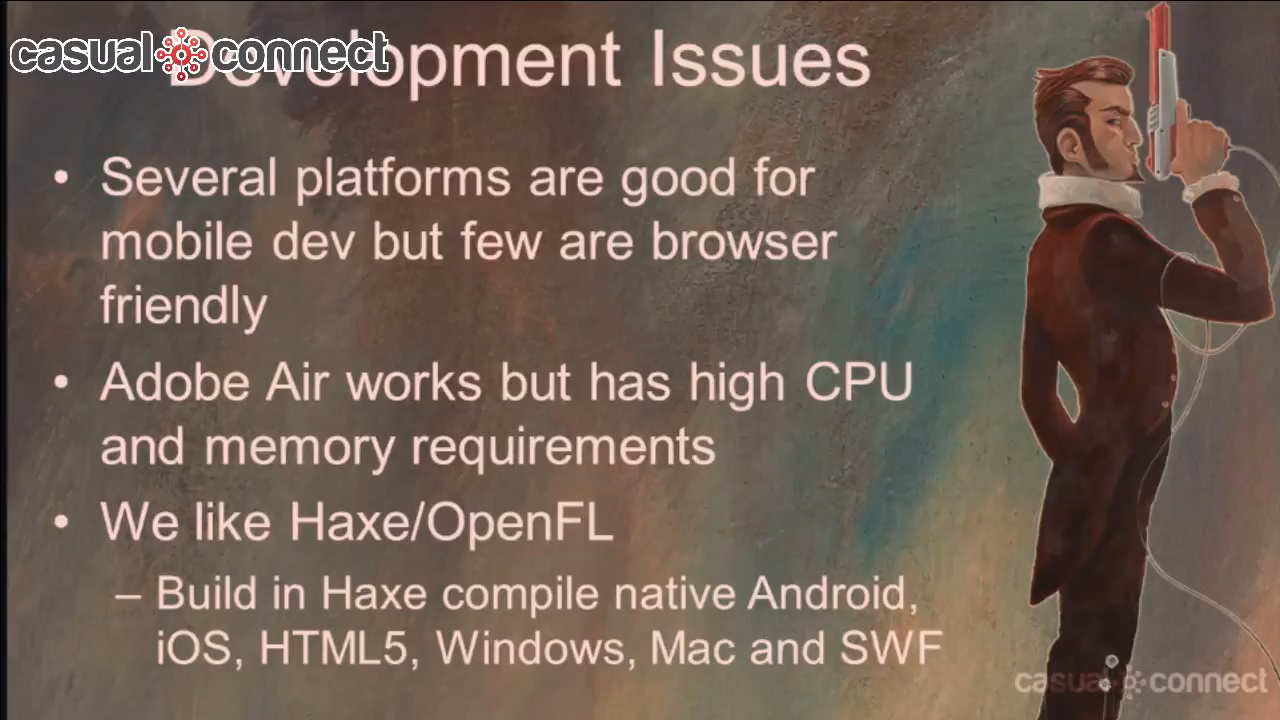 casual connect
Development Issues
• Several platforms are good for
mobile dev but few are browser
friendly
• Adobe Air works but has high CPU
and memory requirements
• We like Haxe/OpenFL
– Build in Haxe compile native Android,
iOS, HTML5, Windows, Mac and SWF
casual connect